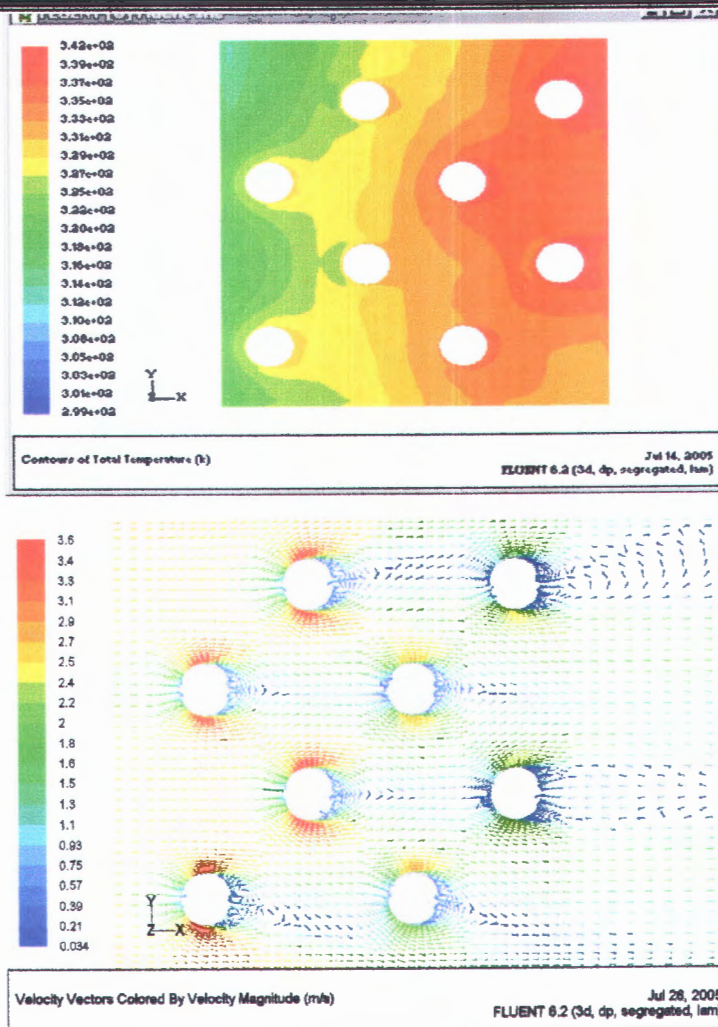 3.42e+02
3.39e+02
3.37e+02
3.35e+02
3.33e+02
3.31e+02
3.29e+02
3.27e+02
3.25e+02
3.22e+02
3.20e+02
3.18e+02
3.16e+02
3.14e+02
3.12e+02
3.10e+02
3.08e+02
3.05e+02
3.03e+02
3.01e+02
2.99e+02
Y
X
Contours of Total Temperature (k)
Jul 14, 2005
FLUENT 6.2 (3d, dp, segregated, lam)
3.6
3.4
3.3
3.1
2.9
2.7
2.5
2.4
2.2
2
1.8
1.6
1.5
1.3
1.1
0.93
0.75
0.57
0.39
0.21
0.034
Y
Z X
Velocity Vectors Colored By Velocity Magnitude (m/s)
Jul 28, 2005
FLUENT 6.2 (3d, dp, segregated, lam)